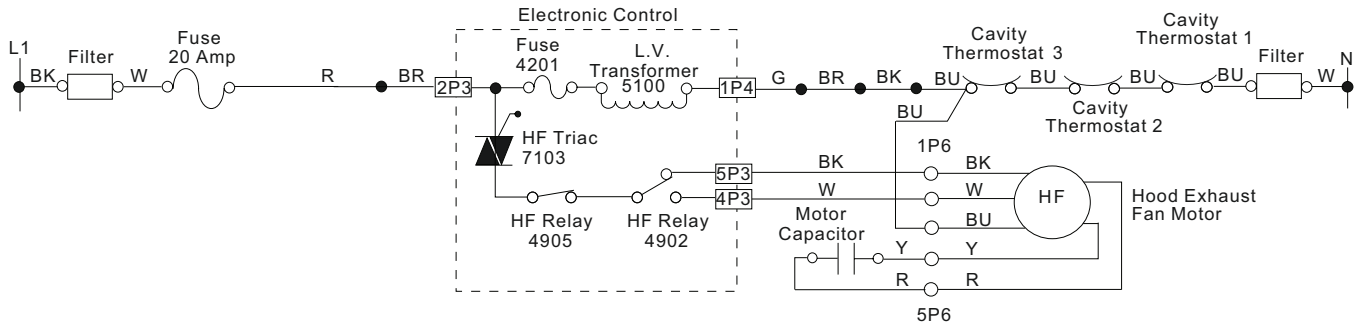 Electronic Control
L1
Filter
Fuse
20 Amp
BK
W
R
BR
2P3
Fuse
4201
L.V.
Transformer
5100
1P4
G
BR
BK
BU
Cavity
Thermostat 3
BU
Cavity
Thermostat 2
BU
Cavity
Thermostat 1
BU
Filter
W
N
BU
HF Triac
7103
HF Relay
4905
HF Relay
4902
5P3
4P3
BK
W
1P6
BK
W
BU
HF
Hood Exhaust
Fan Motor
Motor
Capacitor
Y
Y
R
R
5P6